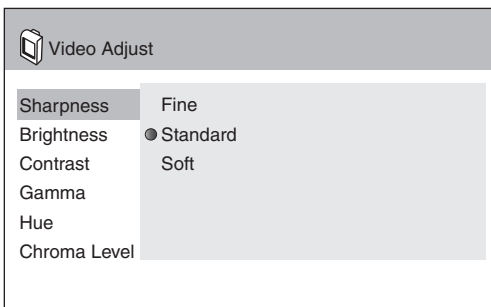 Video Adjust
Sharpness Fine
Brightness Standard
Contrast Soft
Gamma
Hue
Chroma Level